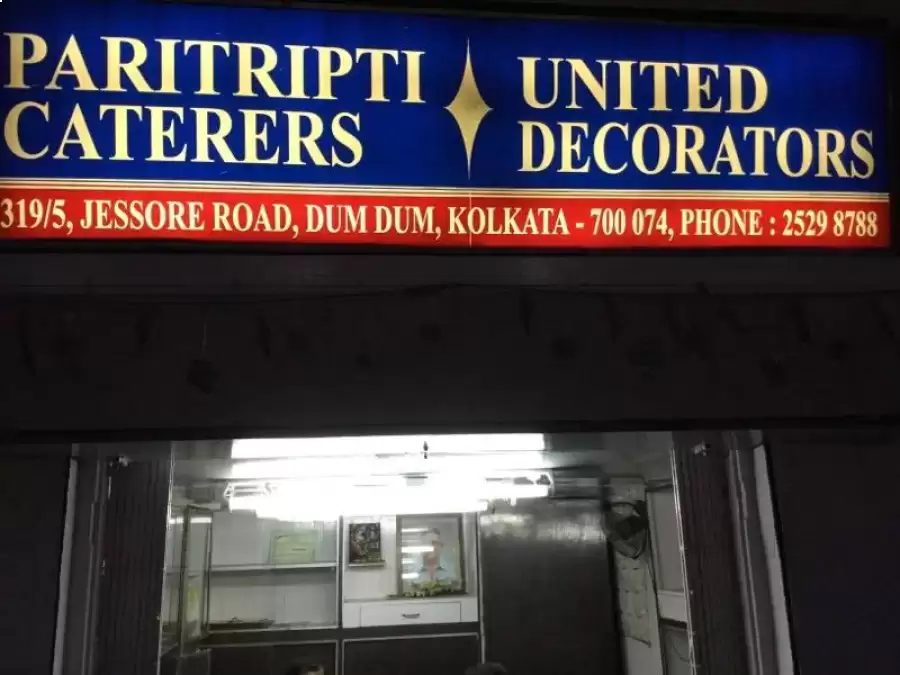 PARITRIPTI
CATERERS
UNITED
DECORATORS
319/5, JESSORE ROAD, DUM DUM, KOLKATA - 700 074, PHONE : 2529 8788